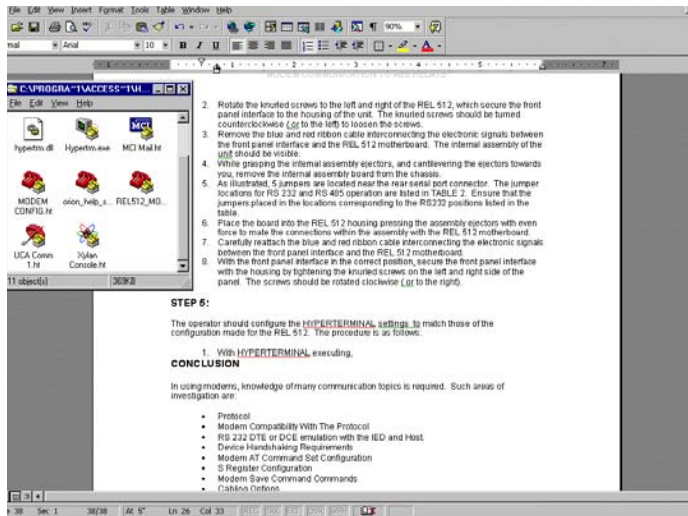 File Edit View Insert Format Tools Table Window Help
90%
mal Arial 10 B I U
MODEM COMMUNICATION TO ABB RELAYS
C:\PROGRA~1\ACCESS~1\H...
File Edit View Help
hypertrm.dll Hypertrm.exe MCI Mail.ht
MODEM CONFIG.ht orion_help_s... REL512_MO...
UCA Comm 1.ht Xylan Console.ht
11 object(s) 363KB
2. Rotate the knurled screws to the left and right of the REL 512, which secure the front
panel interface to the housing of the unit. The knurled screws should be turned
counterclockwise ( or to the left) to loosen the screws.
3. Remove the blue and red ribbon cable interconnecting the electronic signals between
the front panel interface and the REL 512 motherboard. The internal assembly of the
unit should be visible.
4. While grasping the internal assembly ejectors, and cantilevering the ejectors towards
you, remove the internal assembly board from the chassis.
5. As illustrated, 5 jumpers are located near the rear serial port connector. The jumper
locations for RS 232 and RS 485 operation are listed in TABLE 2. Ensure that the
jumpers placed in the locations corresponding to the RS232 positions listed in the
table.
6. Place the board into the REL 512 housing pressing the assembly ejectors with even
force to mate the connections within the assembly with the REL 512 motherboard.
7. Carefully reattach the blue and red ribbon cable interconnecting the electronic signals
between the front panel interface and the REL 512 motherboard.
8. With the front panel interface in the correct position, secure the front panel interface
with the housing by tightening the knurled screws on the left and right side of the
panel. The screws should be rotated clockwise ( or to the right).
STEP 5:
The operator should configure the HYPERTERMINAL settings to match those of the
configuration made for the REL 512. The procedure is as follows:
1. With HYPERTERMINAL executing,
CONCLUSION
In using modems, knowledge of many communication topics is required. Such areas of
investigation are:
• Protocol
• Modem Compatibility With The Protocol
• RS 232 DTE or DCE emulation with the IED and Host.
• Device Handshaking Requirements
• Modem AT Command Set Configuration
• S Register Configuration
• Modem Save Command Commands
• Cabling Options
38 Sec 1 38/38 At 5" Ln 26 Col 33 REC TRK EXT OVR WPH